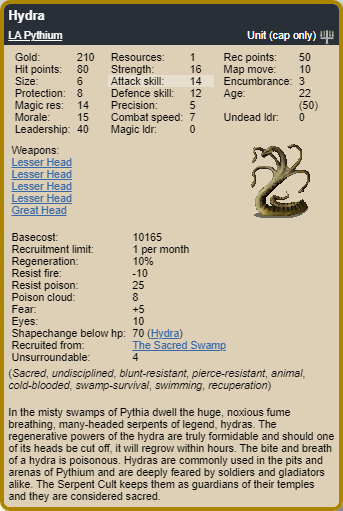 Hydra
LA Pythium Unit (cap only)
Gold: 210 Resources: 1 Rec points: 50
Hit points: 80 Strength: 16 Map move: 10
Size: 6 Attack skill: 14 Encumbrance: 3
Protection: 8 Defence skill: 12 Age: 22
Magic res: 14 Precision: 5 (50)
Morale: 15 Combat speed: 7 Undead ldr: 0
Leadership: 40 Magic ldr: 0
Weapons:
Lesser Head
Lesser Head
Lesser Head
Lesser Head
Great Head
Basecost: 10165
Recruitment limit: 1 per month
Regeneration: 10%
Resist fire: -10
Resist poison: 25
Poison cloud: 8
Fear: +5
Eyes: 10
Shapechange below hp: 70 (Hydra)
Recruited from: The Sacred Swamp
Unsurroundable: 4
(Sacred, undisciplined, blunt-resistant, pierce-resistant, animal,
cold-blooded, swamp-survival, swimming, recuperation)
In the misty swamps of Pythia dwell the huge, noxious fume
breathing, many-headed serpents of legend, hydras. The
regenerative powers of the hydra are truly formidable and should one
of its heads be cut off, it will regrow within hours. The bite and breath
of a hydra is poisonous. Hydras are commonly used in the pits and
arenas of Pythium and are deeply feared by soldiers and gladiators
alike. The Serpent Cult keeps them as guardians of their temples
and they are considered sacred.